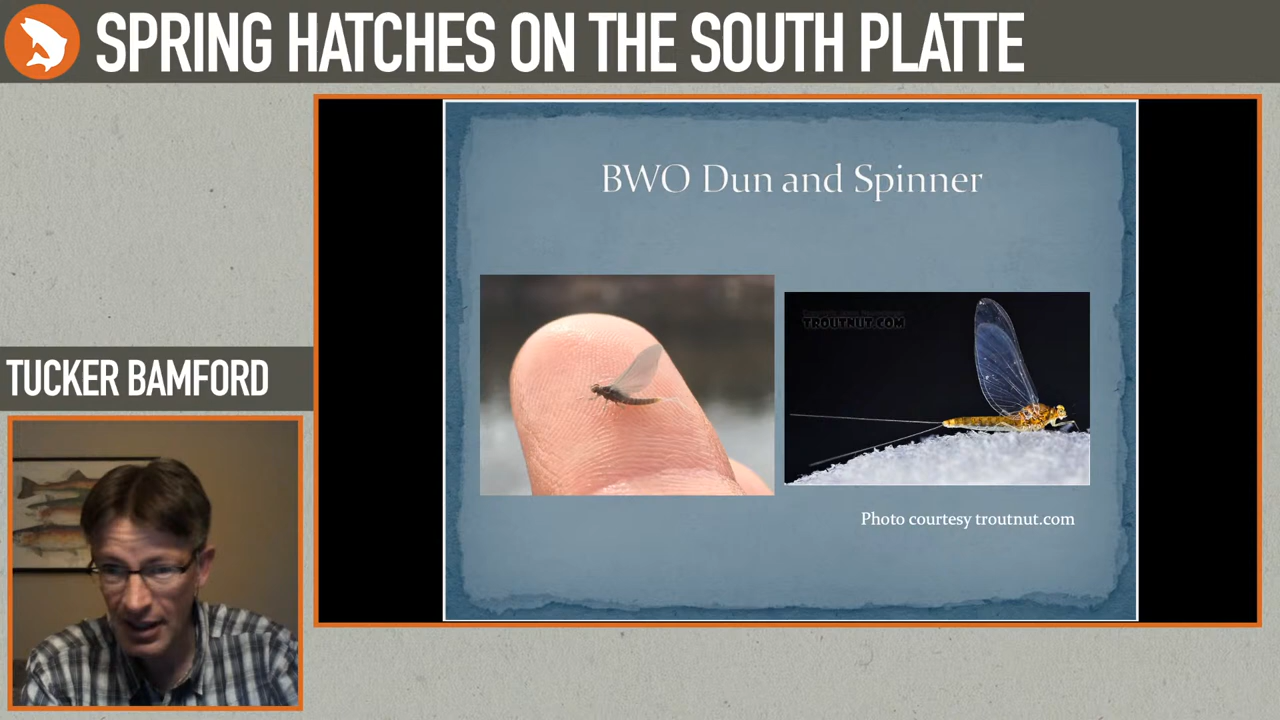 SPRING HATCHES ON THE SOUTH PLATTE
BWO Dun and Spinner
TROUTNUT.COM
TUCKER BAMFORD
Photo courtesy troutnut.com